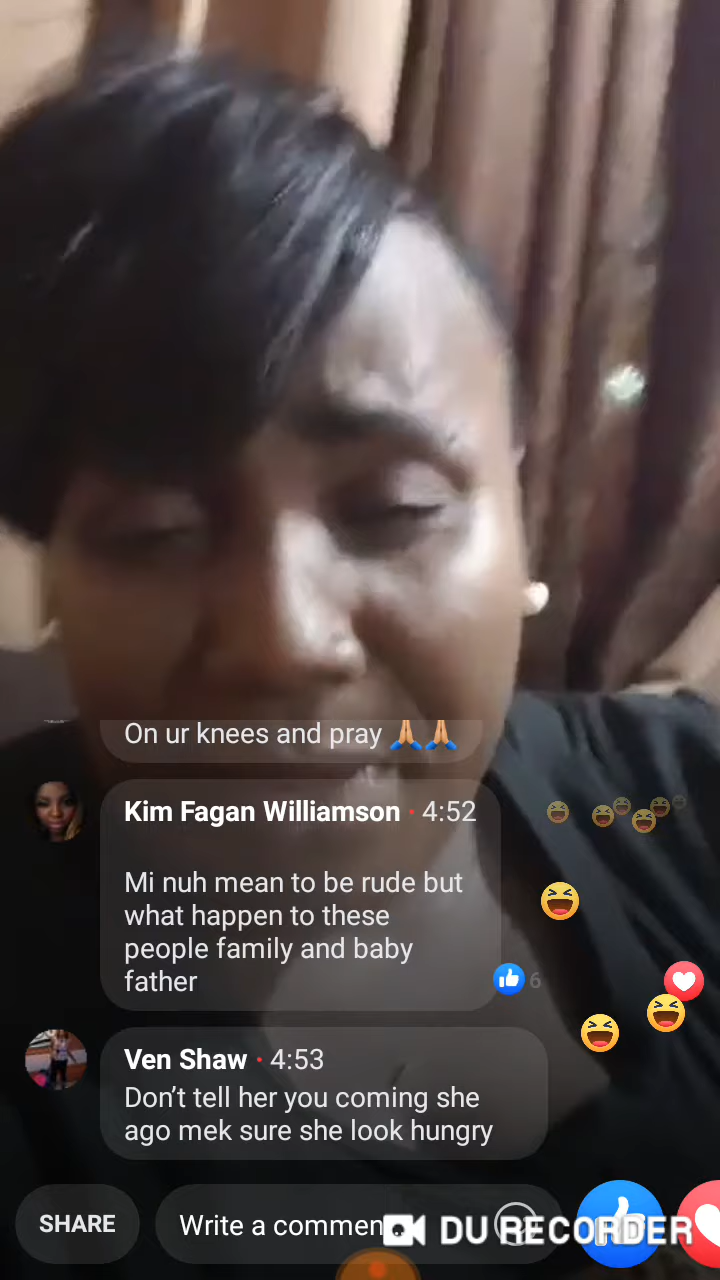 On ur knees and pray 🙏🙏
Kim Fagan Williamson • 4:52
Mi nuh mean to be rude but
what happen to these
people family and baby
father
6
Ven Shaw • 4:53
Don’t tell her you coming she
ago mek sure she look hungry
SHARE
Write a commen
DU RECORDER